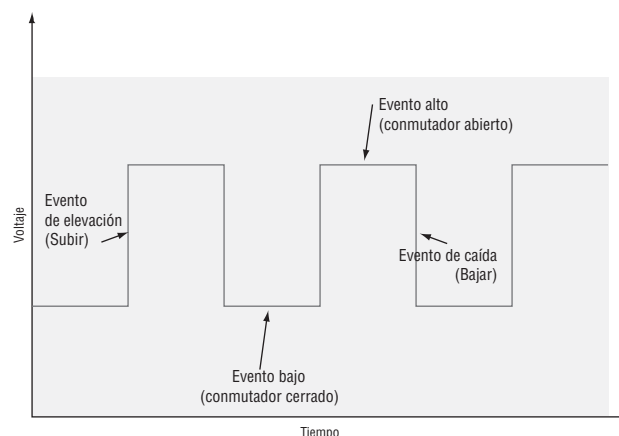 Evento alto
(conmutador abierto)
Evento
de elevación
(Subir)
Voltaje
Evento de caída
(Bajar)
Evento bajo
(conmutador cerrado)
Tiempo